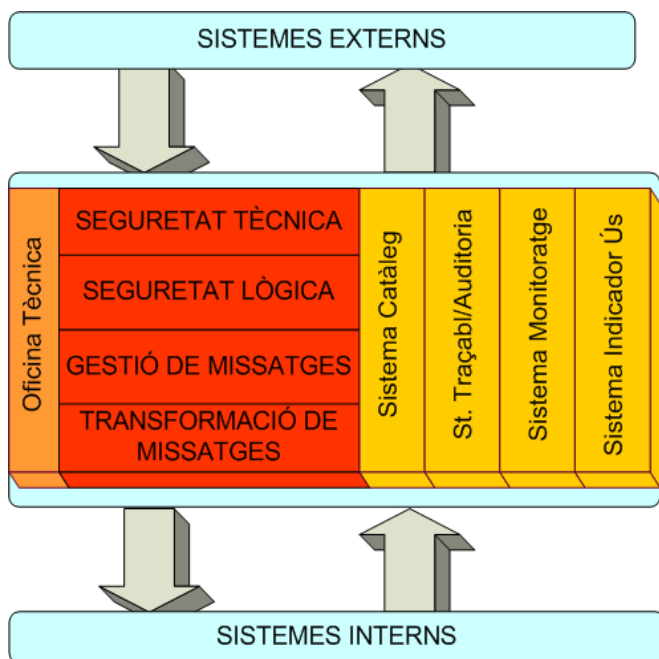 SISTEMES EXTERNS
Oficina Tècnica
SEGURETAT TÈCNICA
SEGURETAT LÒGICA
GESTIÓ DE MISSATGES
TRANSFORMACIÓ DE
MISSATGES
Sistema Catàleg
St. Traçabl/Auditoria
Sistema Monitoratge
Sistema Indicador Ús
SISTEMES INTERNS